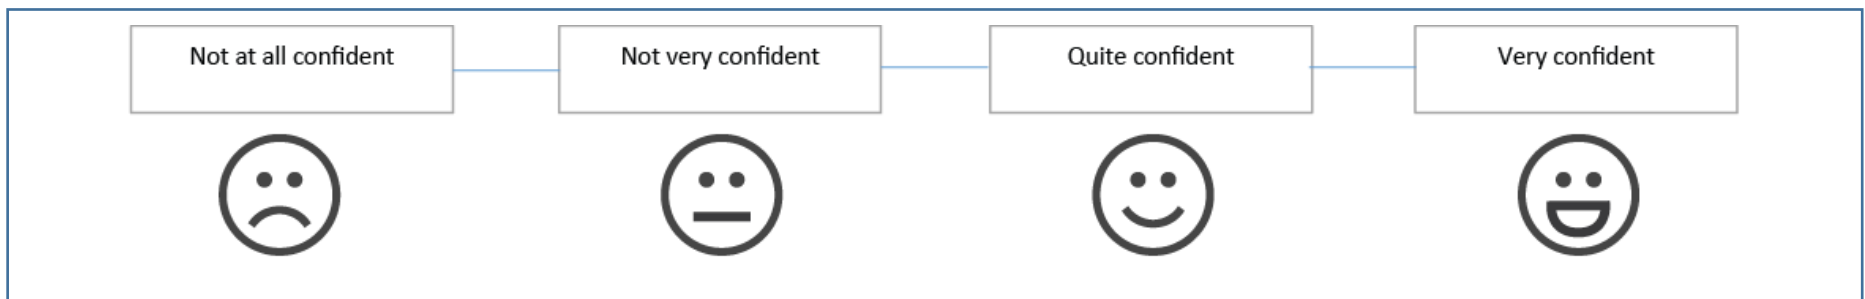 Not at all confident
Not very confident
Quite confident
Very confident